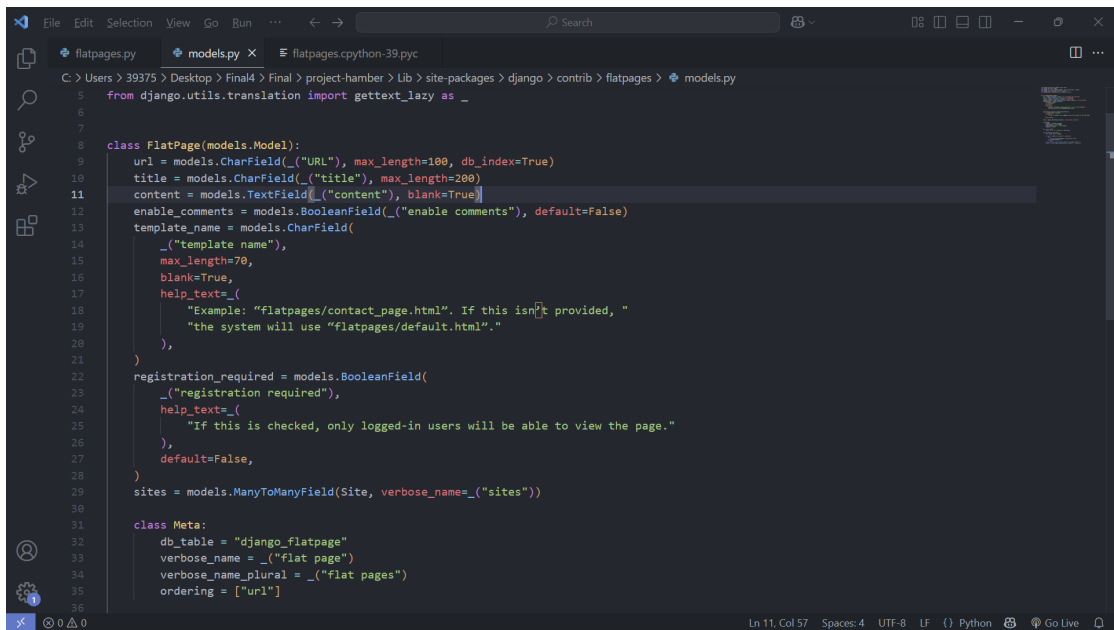 File Edit Selection View Go Run ··· Search
flatpages.py models.py flatpages.cpython-39.pyc
C: > Users > 39375 > Desktop > Final4 > Final > project-hamber > Lib > site-packages > django > contrib > flatpages > models.py
5 from django.utils.translation import gettext_lazy as _
6
7
8 class FlatPage(models.Model):
9 url = models.CharField(_("URL"), max_length=100, db_index=True)
10 title = models.CharField(_("title"), max_length=200)
11 content = models.TextField(_("content"), blank=True)
12 enable_comments = models.BooleanField(_("enable comments"), default=False)
13 template_name = models.CharField(
14 _("template name"),
15 max_length=70,
16 blank=True,
17 help_text=_(
18 "Example: “flatpages/contact_page.html”. If this isn’t provided, "
19 "the system will use “flatpages/default.html”."
20 ),
21 )
22 registration_required = models.BooleanField(
23 _("registration required"),
24 help_text=_(
25 "If this is checked, only logged-in users will be able to view the page."
26 ),
27 default=False,
28 )
29 sites = models.ManyToManyField(Site, verbose_name=_("sites"))
30
31 class Meta:
32 db_table = "django_flatpage"
33 verbose_name = _("flat page")
34 verbose_name_plural = _("flat pages")
35 ordering = ["url"]
36
1
0 0 Ln 11, Col 57 Spaces: 4 UTF-8 LF {} Python Go Live